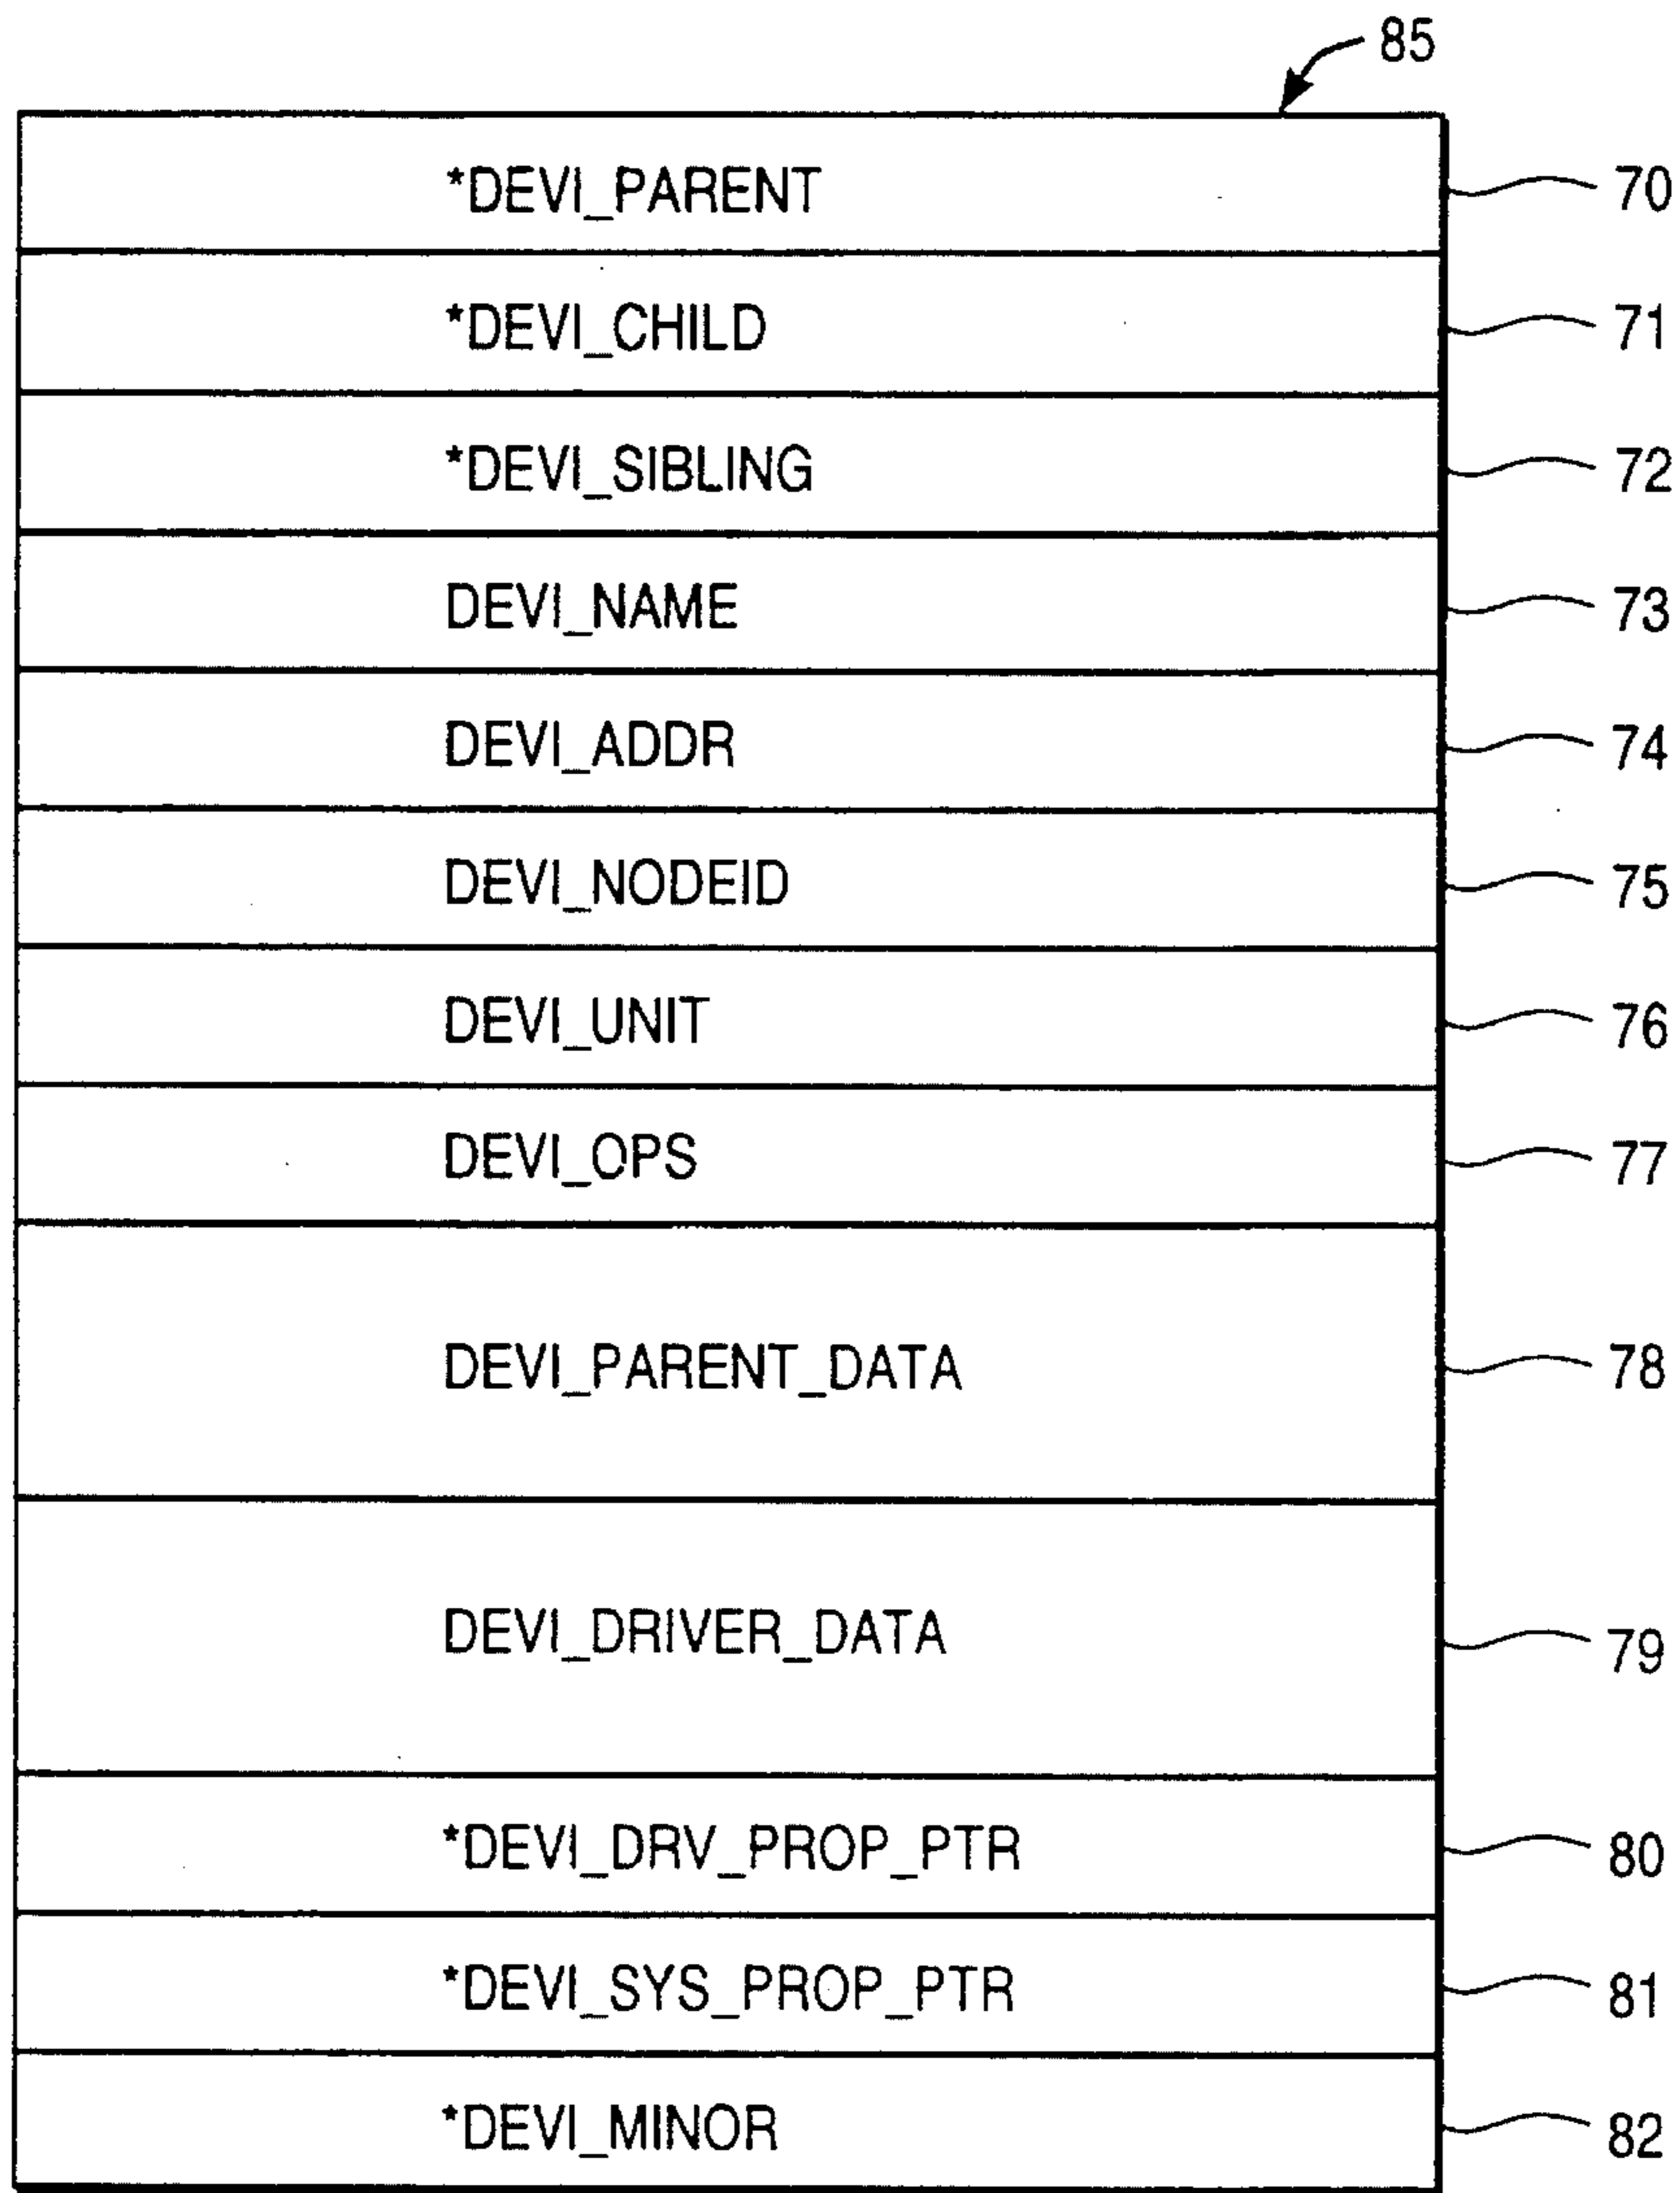 85
*DEVI_PARENT 70
*DEVI_CHILD 71
*DEVI_SIBLING 72
DEVI_NAME 73
DEVI_ADDR 74
DEVI_NODEID 75
DEVI_UNIT 76
DEVI_OPS 77
DEVI_PARENT_DATA 78
DEVI_DRIVER_DATA 79
*DEVI_DRV_PROP_PTR 80
*DEVI_SYS_PROP_PTR 81
*DEVI_MINOR 82